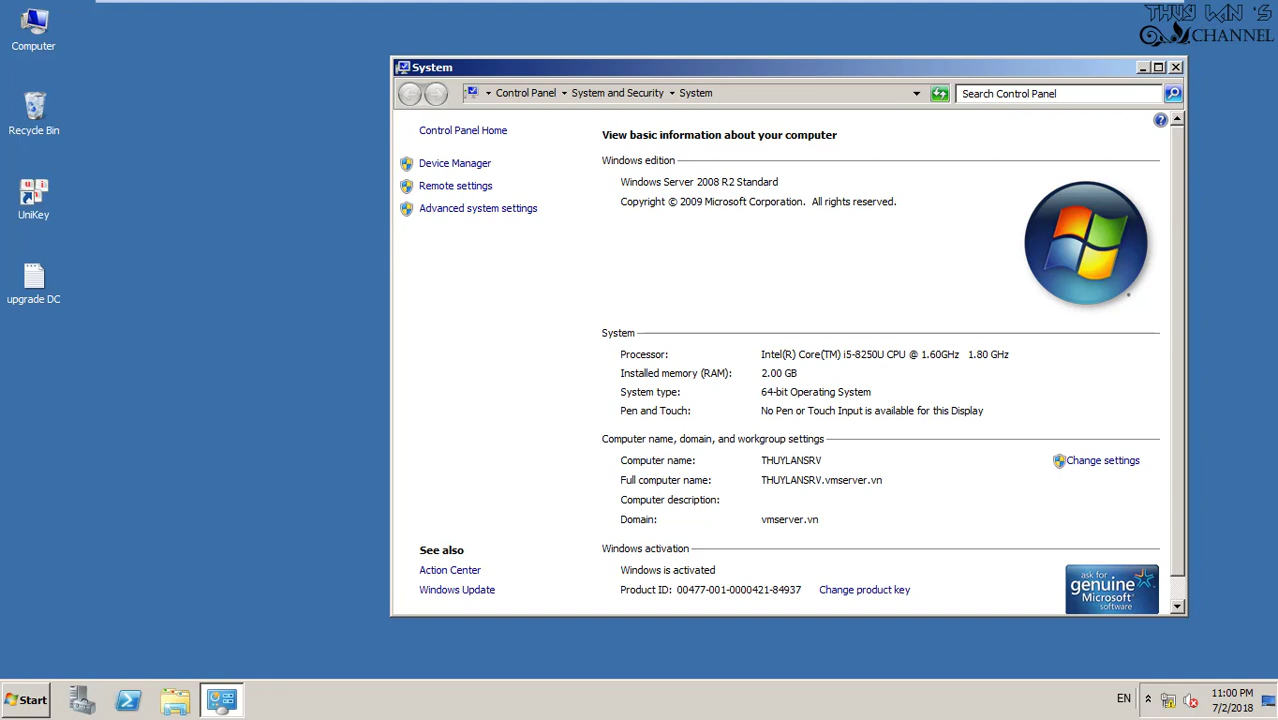 THUY WIN 'S
CHANNEL
Computer
Recycle Bin
UniKey
upgrade DC
System
Control Panel
System and Security
System
Search Control Panel
Control Panel Home
Device Manager
Remote settings
Advanced system settings
See also
Action Center
Windows Update
View basic information about your computer
Windows edition
Windows Server 2008 R2 Standard
Copyright © 2009 Microsoft Corporation.  All rights reserved.
System
Processor: Intel(R) Core(TM) i5-8250U CPU @ 1.60GHz   1.80 GHz
Installed memory (RAM): 2.00 GB
System type: 64-bit Operating System
Pen and Touch: No Pen or Touch Input is available for this Display
Computer name, domain, and workgroup settings
Computer name: THUYLANSRV
Change settings
Full computer name: THUYLANSRV.vmserver.vn
Computer description:
Domain: vmserver.vn
Windows activation
Windows is activated
Product ID: 00477-001-0000421-84937 Change product key
ask for
genuine
Microsoft
software
Start
EN
11:00 PM
7/2/2018